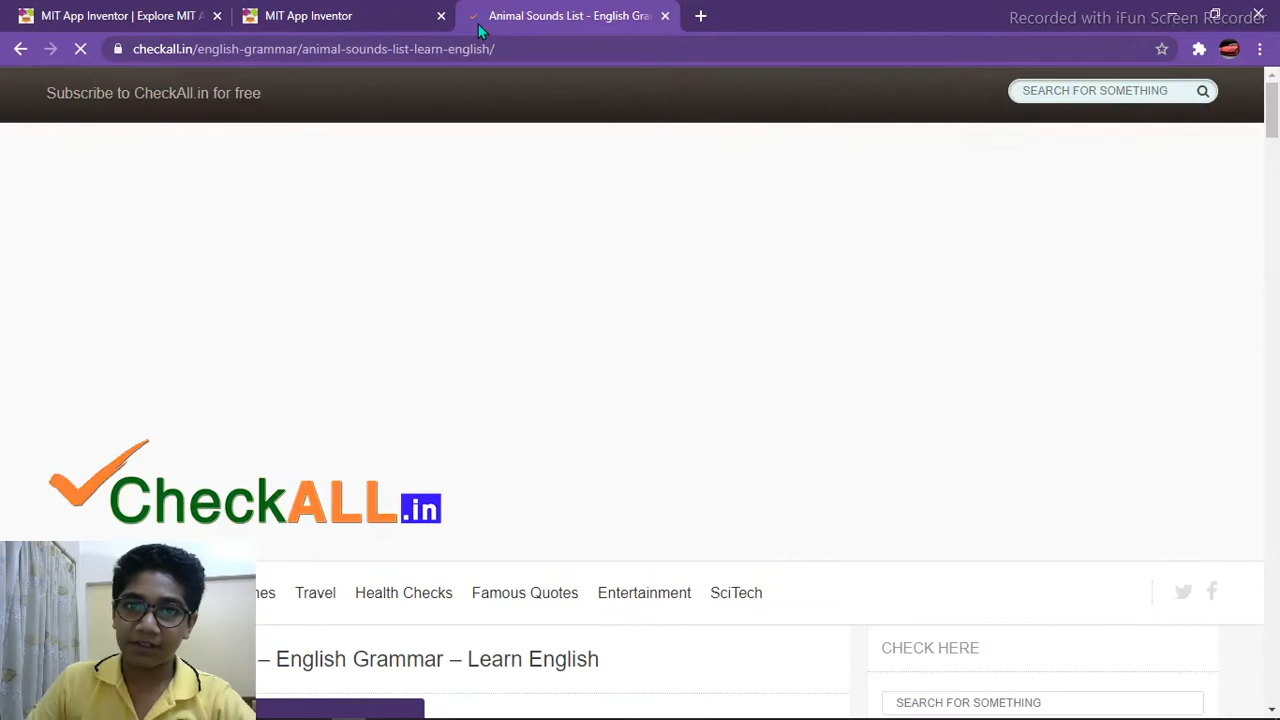 MIT App Inventor | Explore MIT A
MIT App Inventor
Animal Sounds List - English Gra
Recorded with iFun Screen Recorder
checkall.in/english-grammar/animal-sounds-list-learn-english/
Subscribe to CheckAll.in for free
SEARCH FOR SOMETHING
CheckALL.in
nes Travel Health Checks Famous Quotes Entertainment SciTech
– English Grammar – Learn English
CHECK HERE
SEARCH FOR SOMETHING